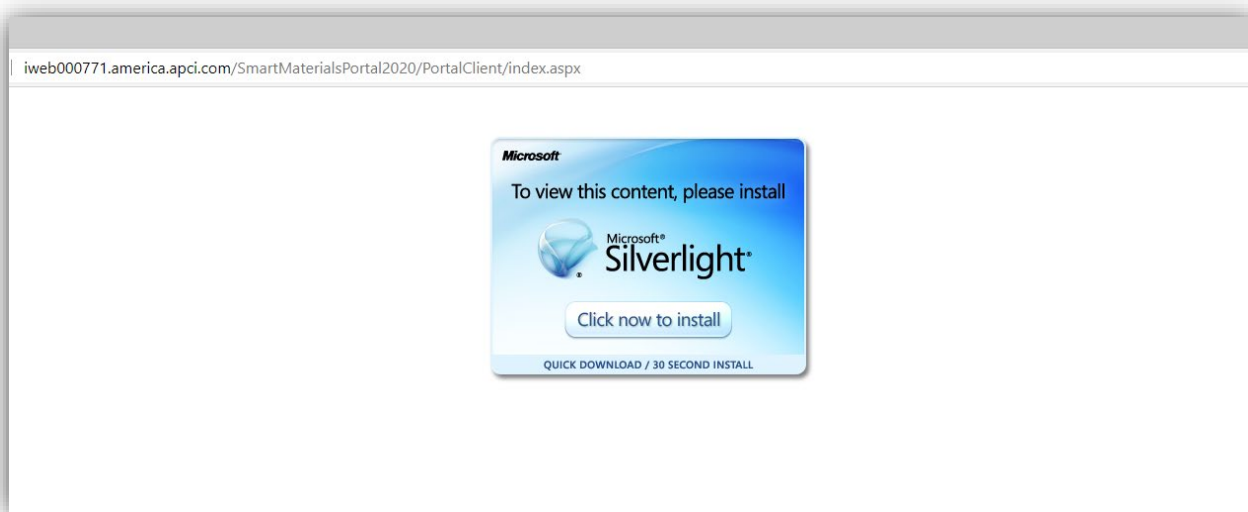 iweb000771.america.apci.com/SmartMaterialsPortal2020/PortalClient/index.aspx
Microsoft
To view this content, please install
Microsoft®
Silverlight®
®
Click now to install
QUICK DOWNLOAD / 30 SECOND INSTALL